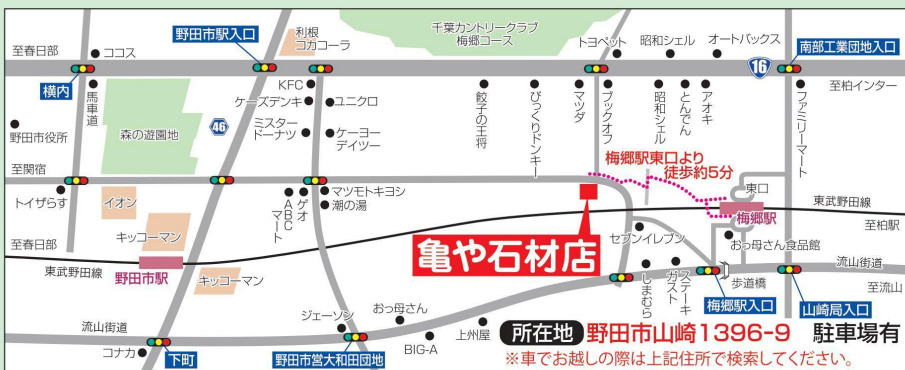 至春日部
ココス
野田市駅入口
利根
コカコーラ
千葉カントリークラブ
梅郷コース
トヨペット
昭和シェル
オートバックス
南部工業団地入口
16
横内
馬車道
KFC
ケーズデンキ
ユニクロ
餃子の王将
びっくりドンキー
マツダ
ブックオフ
昭和シェル
とんでん
アオキ
ファミリーマート
至柏インター
野田市役所
森の遊園地
46
ミスター
ドーナツ
ケーヨー
デイツー
至関宿
梅郷駅東口より
徒歩約5分
トイザらす
イオン
ABCマート
ゲオ
マツモトキヨシ
潮の湯
東口
梅郷駅
東武野田線
至柏駅
キッコーマン
至春日部
東武野田線
野田市駅
キッコーマン
亀や石材店
セブンイレブン
おっ母さん食品館
流山街道
しまむら
ステーキガスト
梅郷駅入口
歩道橋
山崎局入口
至流山
流山街道
コナカ
下町
ジェーソン
野田市営大和田団地
おっ母さん
BIG-A
上州屋
所在地 野田市山崎1396-9 駐車場有
※車でお越しの際は上記住所で検索してください。